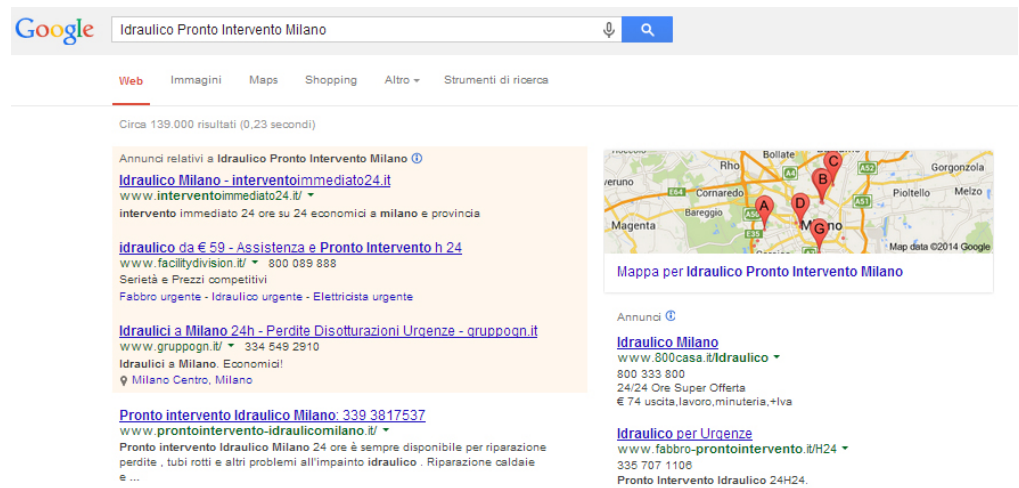 Google
Idraulico Pronto Intervento Milano
Web Immagini Maps Shopping Altro Strumenti di ricerca
Circa 139.000 risultati (0,23 secondi)
Annunci relativi a Idraulico Pronto Intervento Milano
Idraulico Milano - interventoimmediato24.it
www.interventoimmediato24.it/
intervento immediato 24 ore su 24 economici a milano e provincia
idraulico da € 59 - Assistenza e Pronto Intervento h 24
www.facilitydivision.it/ 800 089 888
Serietà e Prezzi competitivi
Fabbro urgente - Idraulico urgente - Elettricista urgente
Idraulici a Milano 24h - Perdite Disotturazioni Urgenze - gruppogn.it
www.gruppogn.it/ 334 549 2910
Idraulici a Milano. Economici!
Milano Centro, Milano
Pronto intervento Idraulico Milano: 339 3817537
www.prontointervento-idraulicomilano.it/
Pronto intervento Idraulico Milano 24 ore è sempre disponibile per riparazione
perdite , tubi rotti e altri problemi all'impainto idraulico . Riparazione caldaie
e ...
Bollate
Rho
C
A52
Gorgonzola
A4
B
E64
Cornaredo
Pioltello
Melzo
A
D
A51
Bareggio
A50
Magenta
G
E35
Map data ©2014 Google
Mappa per Idraulico Pronto Intervento Milano
Annunci
Idraulico Milano
www.800casa.it/Idraulico
800 333 800
24/24 Ore Super Offerta
€ 74 uscita,lavoro,minuteria,+Iva
Idraulico per Urgenze
www.fabbro-prontointervento.it/H24
335 707 1106
Pronto Intervento Idraulico 24H24.